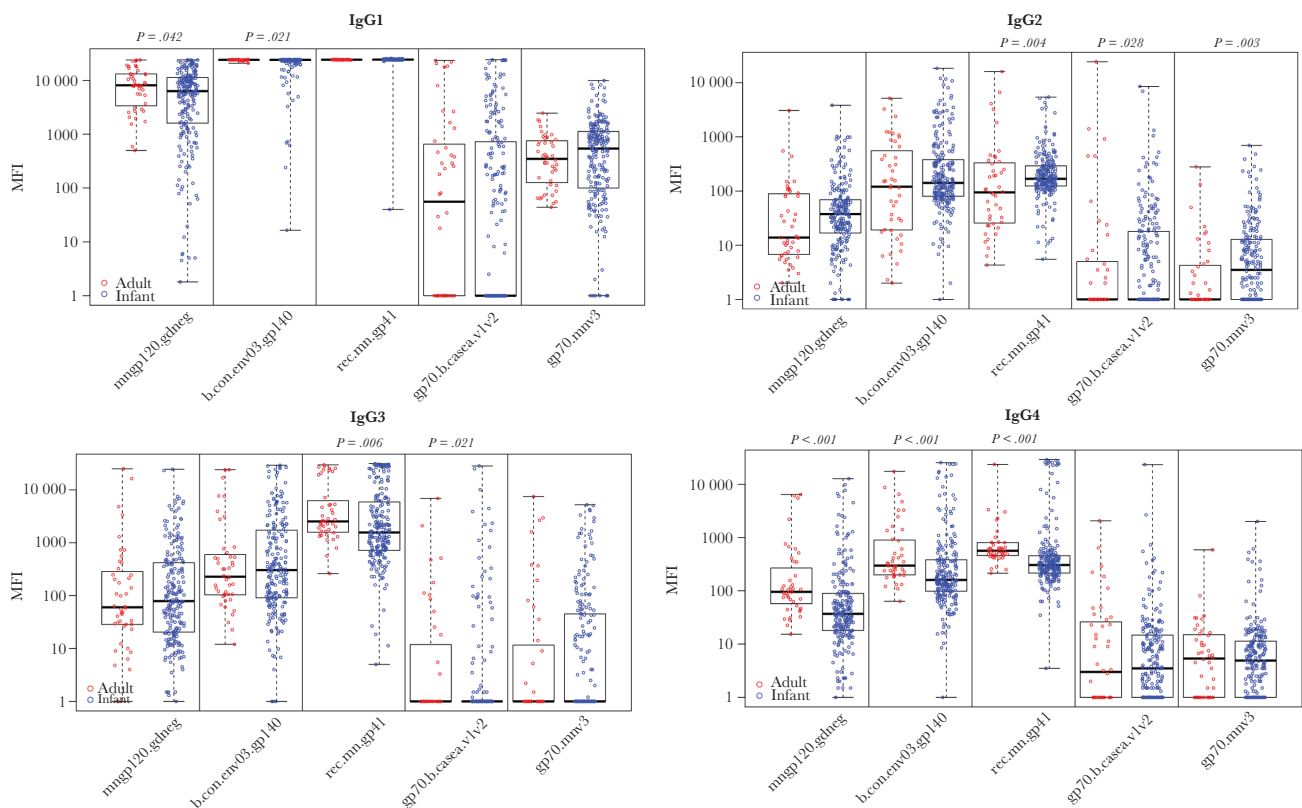 IgG1
P = .042 P = .021
10 000
1000
100
10
1
MFI
Adult
Infant
mngp120.gdneg
b.con.env03.gp140
rec.mn.gp41
gp70.b.casea.v1v2
gp70.mnv3
IgG2
P = .004 P = .028 P = .003
10 000
1000
100
10
1
MFI
Adult
Infant
mngp120.gdneg
b.con.env03.gp140
rec.mn.gp41
gp70.b.casea.v1v2
gp70.mnv3
IgG3
P = .006 P = .021
10 000
1000
100
10
1
MFI
Adult
Infant
mngp120.gdneg
b.con.env03.gp140
rec.mn.gp41
gp70.b.casea.v1v2
gp70.mnv3
IgG4
P < .001 P < .001 P < .001
10 000
1000
100
10
1
MFI
Adult
Infant
mngp120.gdneg
b.con.env03.gp140
rec.mn.gp41
gp70.b.casea.v1v2
gp70.mnv3